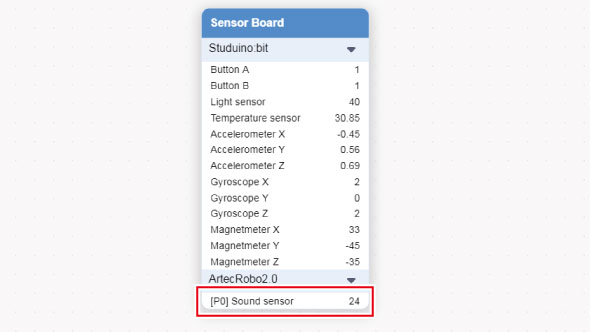 Sensor Board
Studuino:bit
Button A 1
Button B 1
Light sensor 40
Temperature sensor 30.85
Accelerometer X -0.45
Accelerometer Y 0.56
Accelerometer Z 0.69
Gyroscope X 2
Gyroscope Y 0
Gyroscope Z 2
Magnetmeter X 33
Magnetmeter Y -45
Magnetmeter Z -35
ArtecRobo2.0
[P0] Sound sensor 24